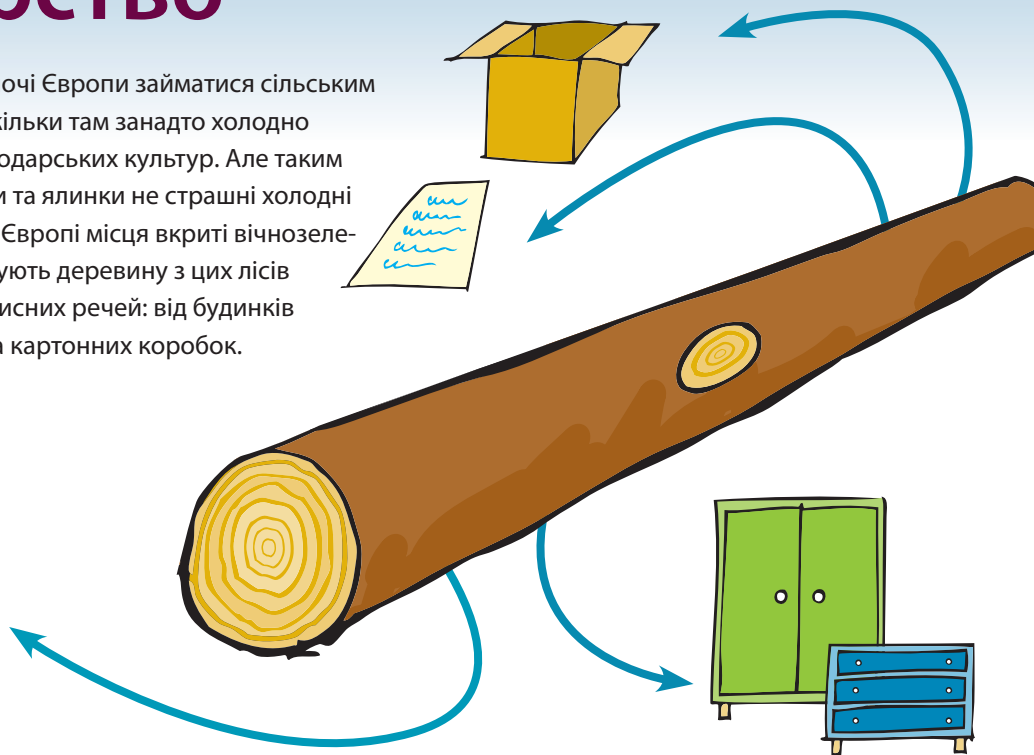 очі Європи займатися сільським
кільки там занадто холодно
одарських культур. Але таким
и та ялинки не страшні холодні
Європі місця вкриті вічнозеле-
ують деревину з цих лісів
исних речей: від будинків
а картонних коробок.